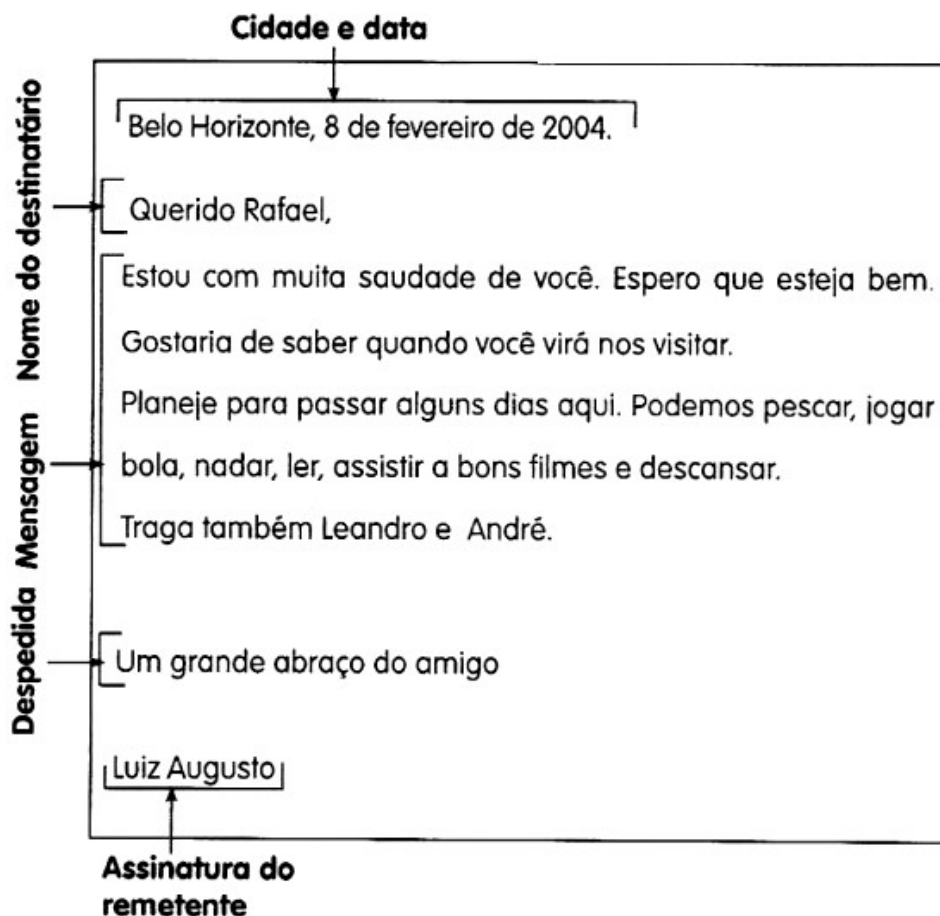 Cidade e data
Belo Horizonte, 8 de fevereiro de 2004.
Nome do destinatário
Querido Rafael,
Mensagem
Estou com muita saudade de você. Espero que esteja bem.
Gostaria de saber quando você virá nos visitar.
Planeje para passar alguns dias aqui. Podemos pescar, jogar
bola, nadar, ler, assistir a bons filmes e descansar.
Traga também Leandro e André.
Despedida
Um grande abraço do amigo
Luiz Augusto
Assinatura do
remetente